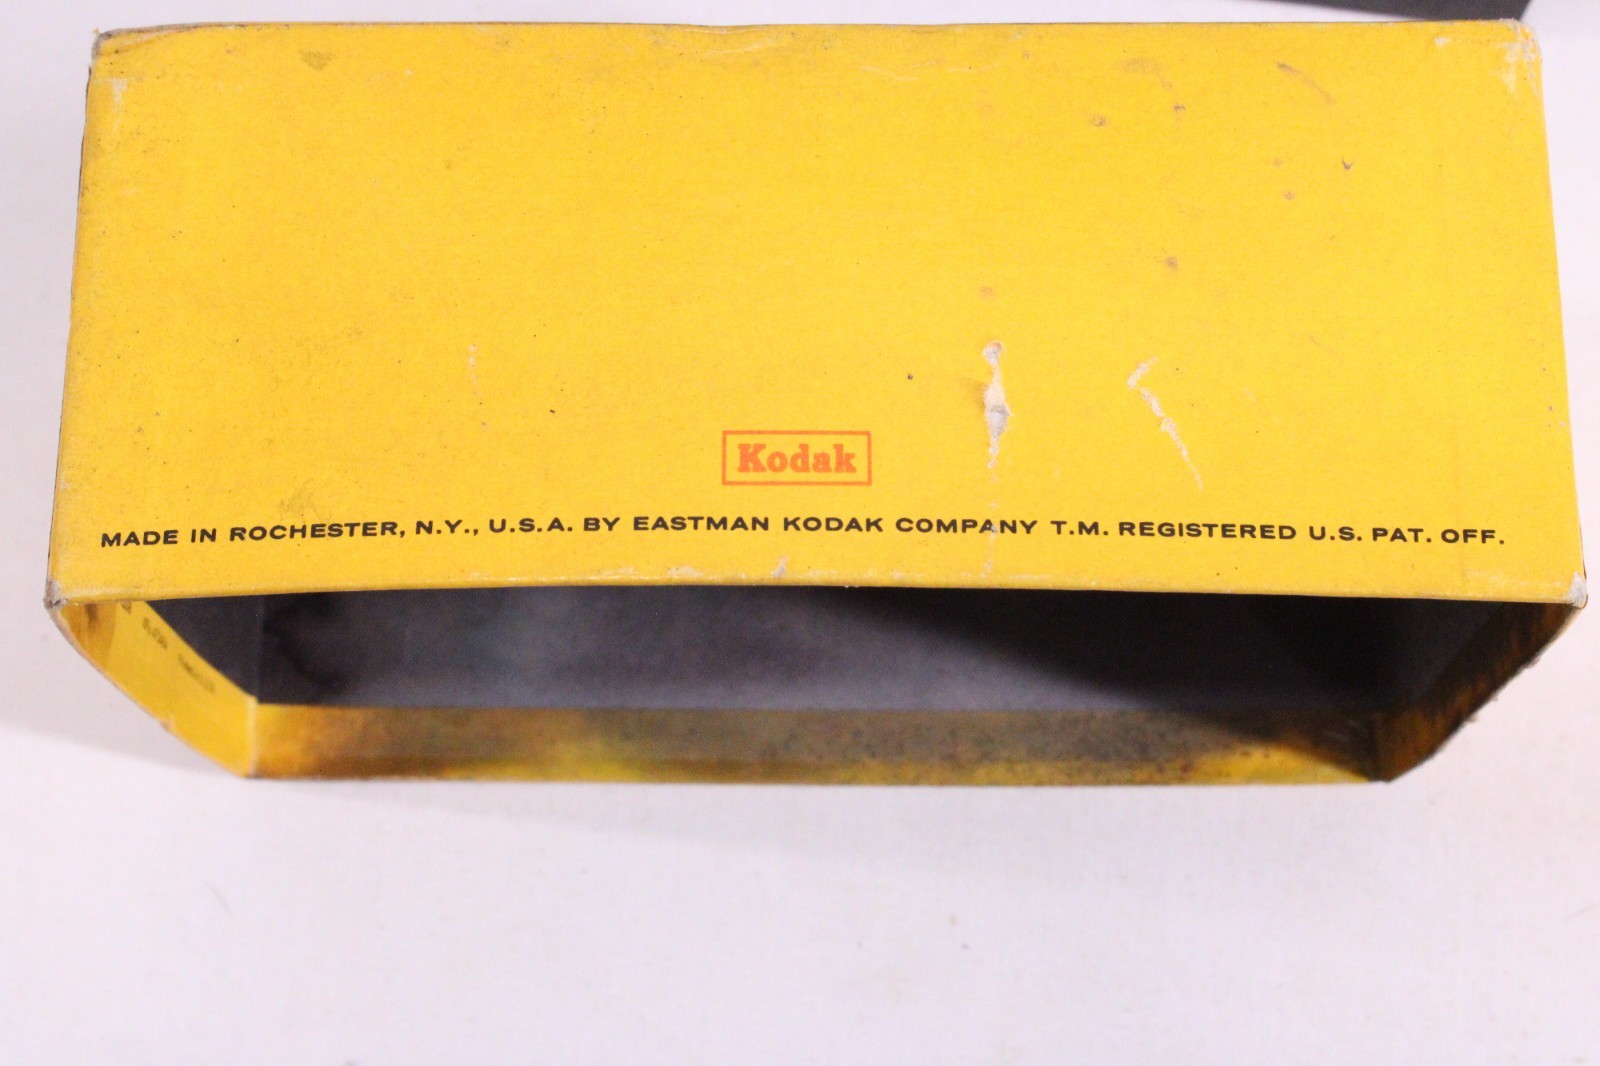 Kodak
MADE IN ROCHESTER, N.Y., U.S.A. BY EASTMAN KODAK COMPANY T.M. REGISTERED U.S. PAT. OFF.